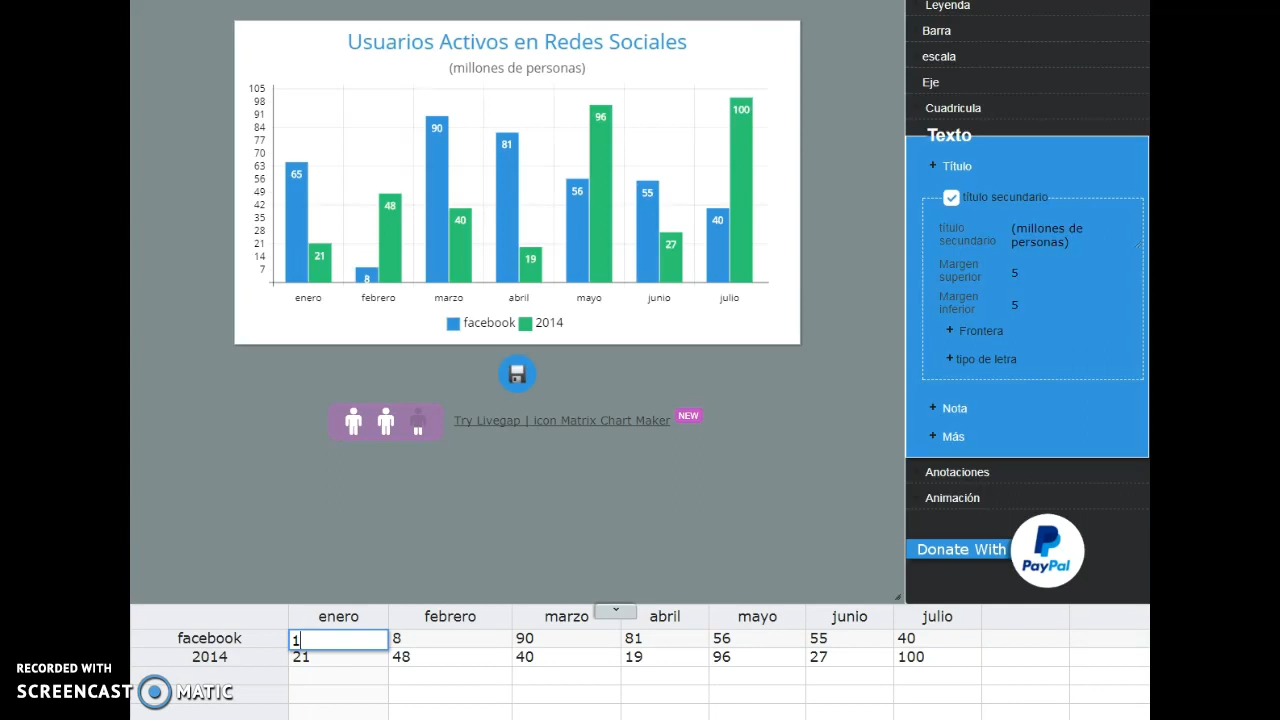 Usuarios Activos en Redes Sociales
(millones de personas)
105
98
91
84
77
70
63
56
49
42
35
28
21
14
7
65 21 8 48 90 40 81 19 56 96 55 27 40 100
enero febrero marzo abril mayo junio julio
facebook 2014
Try Livegap | icon Matrix Chart Maker NEW
Leyenda
Barra
escala
Eje
Cuadricula
Texto
+ Título
título secundario
título secundario
(millones de personas)
Margen superior
5
Margen inferior
5
+ Frontera
+ tipo de letra
+ Nota
+ Más
Anotaciones
Animación
Donate With PayPal
enero febrero marzo abril mayo junio julio
facebook 1 8 90 81 56 55 40
2014 21 48 40 19 96 27 100
RECORDED WITH
SCREENCAST MATIC